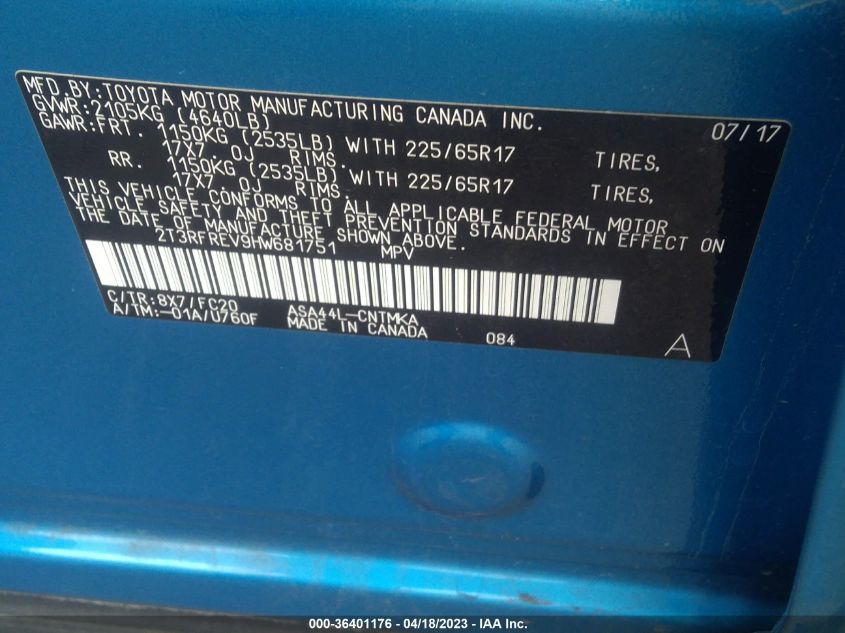 MFD.BY:TOYOTA MOTOR MANUFACTURING CANADA INC. 07/17
GVWR:2105KG (4640LB)
GAWR:FRT. 1150KG (2535LB) WITH 225/65R17 TIRES,
17X7. 0J RIMS.
RR. 1150KG (2535LB) WITH 225/65R17 TIRES,
17X7. 0J RIMS.
THIS VEHICLE CONFORMS TO ALL APPLICABLE FEDERAL MOTOR
VEHICLE SAFETY AND THEFT PREVENTION STANDARDS IN EFFECT ON
THE DATE OF MANUFACTURE SHOWN ABOVE.
2T3RFREV9HW681751 MPV
C/TR:8X7/FC20 ASA44L-CNTMKA
A/TM:-01A/U760F MADE IN CANADA 084 A
000-36401176 - 04/18/2023 - IAA Inc.